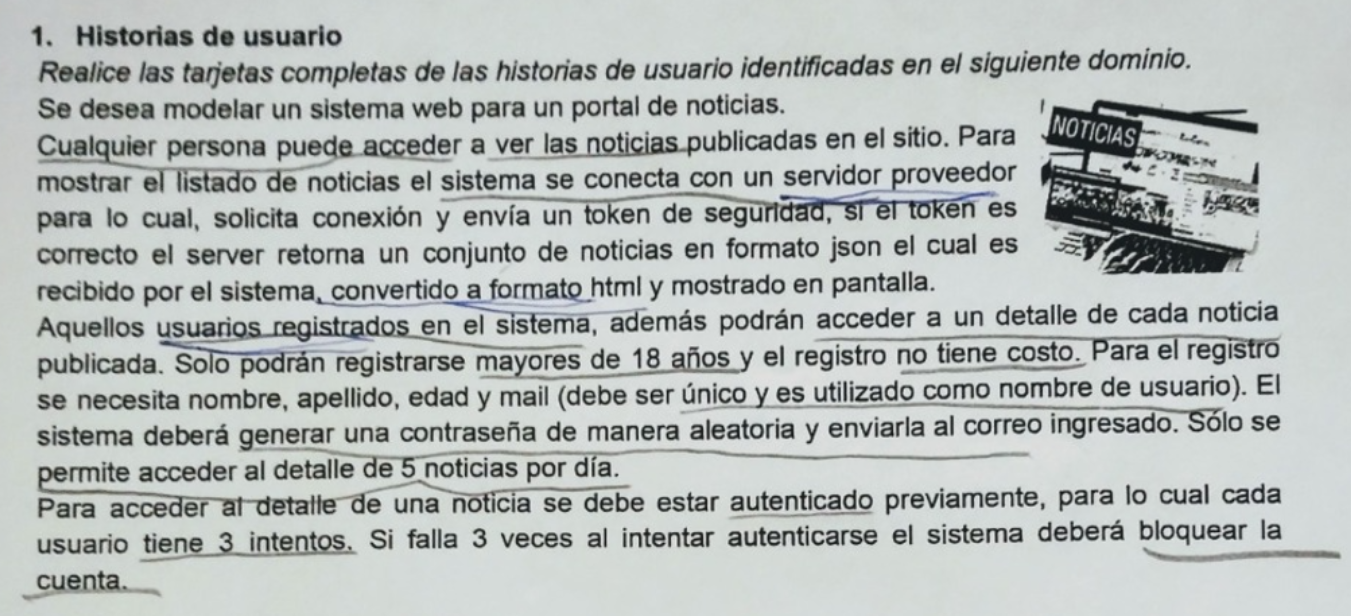 1. Historias de usuario
Realice las tarjetas completas de las historias de usuario identificadas en el siguiente dominio.
Se desea modelar un sistema web para un portal de noticias.
Cualquier persona puede acceder a ver las noticias publicadas en el sitio. Para
mostrar el listado de noticias el sistema se conecta con un servidor proveedor
para lo cual, solicita conexión y envía un token de seguridad, si el token es
correcto el server retorna un conjunto de noticias en formato json el cual es
recibido por el sistema, convertido a formato html y mostrado en pantalla.
NOTICIAS
Aquellos usuarios registrados en el sistema, además podrán acceder a un detalle de cada noticia
publicada. Solo podrán registrarse mayores de 18 años y el registro no tiene costo. Para el registro
se necesita nombre, apellido, edad y mail (debe ser único y es utilizado como nombre de usuario). El
sistema deberá generar una contraseña de manera aleatoria y enviarla al correo ingresado. Sólo se
permite acceder al detalle de 5 noticias por día.
Para acceder al detalle de una noticia se debe estar autenticado previamente, para lo cual cada
usuario tiene 3 intentos. Si falla 3 veces al intentar autenticarse el sistema deberá bloquear la
cuenta.